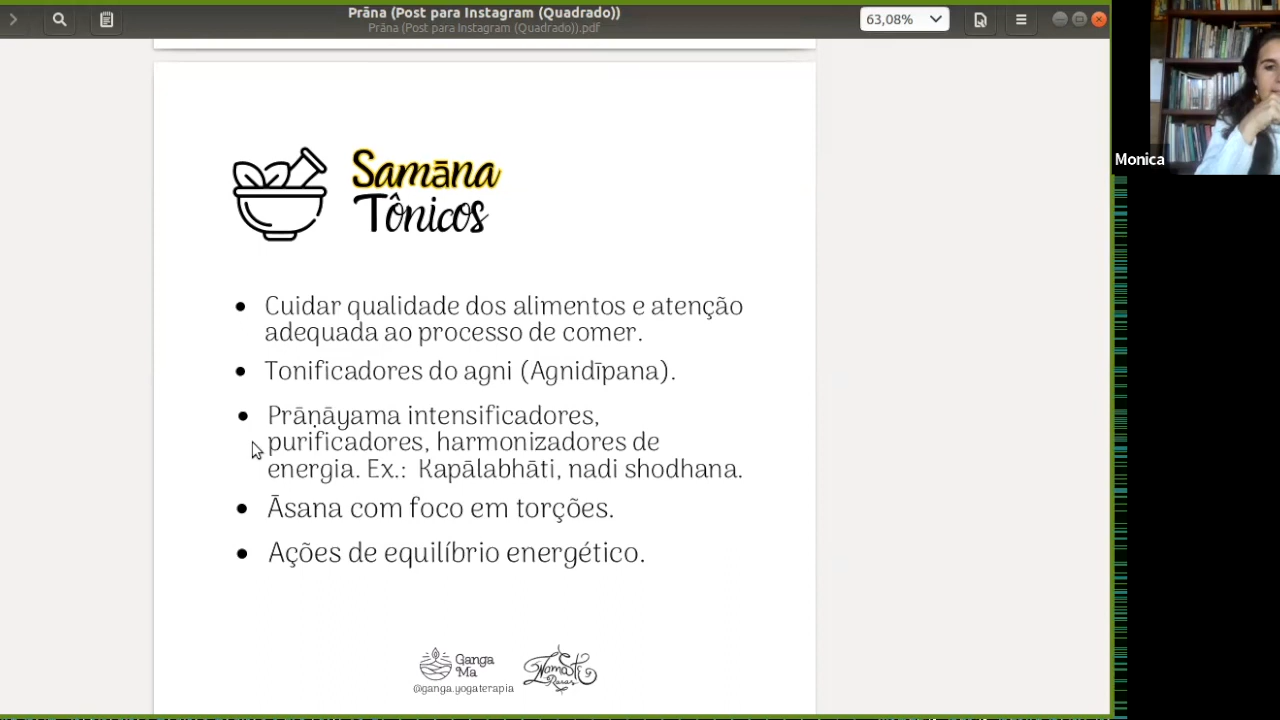 Prāna (Post para Instagram (Quadrado))
Prāna (Post para Instagram (Quadrado)).pdf
63,08%
Monica
Samāna
Tônicos
Cuidar qualidade dos alimentos e atenção
adequada ao processo de comer.
Tonificadores do agni (Agnidīpana)
Prānāyama intensificadores,
purificadores, harmonizadores de
energia. Ex.: Kapālabhāti, nadi shodhana.
Āsana com foco em torções.
Ações de equilíbrio energético.
Ganga
Ma
@ganga.yogaterapia